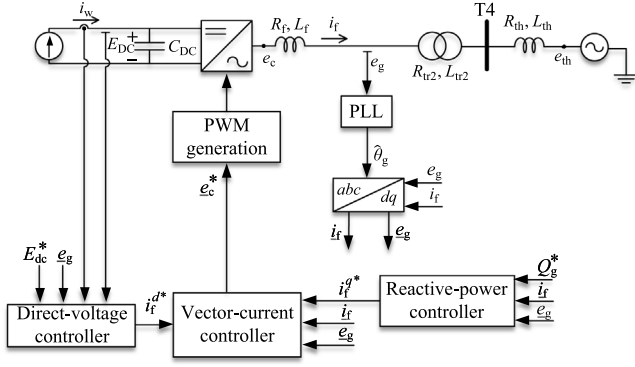 i_w
E_DC
+
−
C_DC
e_c
R_f, L_f
i_f
e_g
R_tr2, L_tr2
T4
R_th, L_th
e_th
PWM
generation
PLL
θ̂_g
e_c*
abc
dq
e_g
i_f
i_f
e_g
E_dc*
e_g
Direct-voltage
controller
i_f^d*
Vector-current
controller
i_f^q*
i_f
e_g
Reactive-power
controller
Q_g*
i_f
e_g